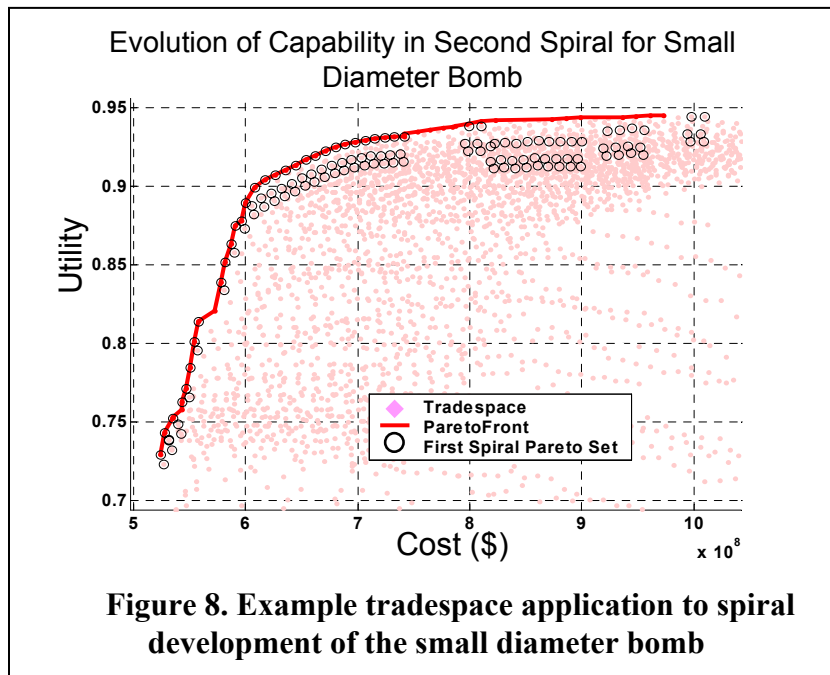 Evolution of Capability in Second Spiral for Small
Diameter Bomb
0.95
0.9
0.85
0.8
0.75
0.7
Utility
Tradespace
ParetoFront
First Spiral Pareto Set
5 6 7 8 9 10
Cost ($)
x 10^8
Figure 8. Example tradespace application to spiral
development of the small diameter bomb